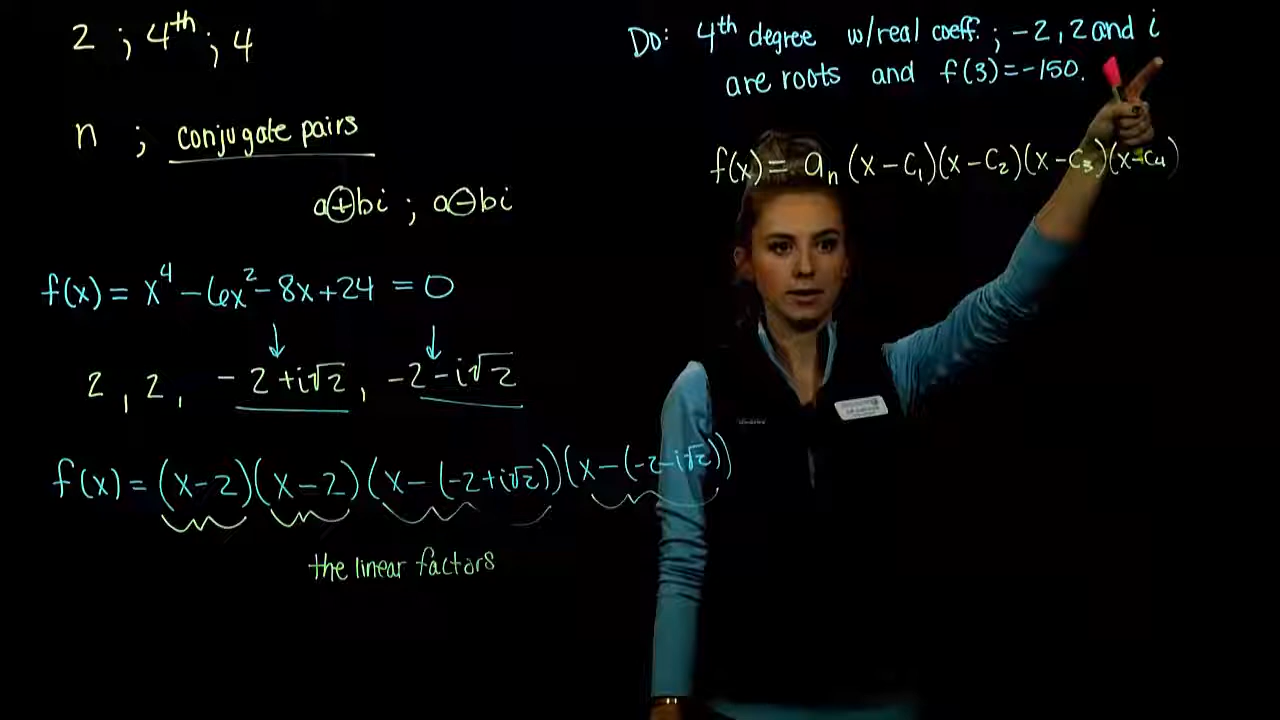 2 ; 4th ; 4
n ; conjugate pairs
a⊕bi ; a⊖bi
f(x) = x⁴ - 6x² - 8x + 24 = 0
2, 2, -2+i√2, -2-i√2
f(x) = (x-2)(x-2)(x-(-2+i√2))(x-(-2-i√2))
the linear factors
Do: 4th degree w/real coeff. ; -2, 2 and i
are roots and f(3) = -150.
f(x) = aₙ(x-c₁)(x-c₂)(x-c₃)(x-c₄)